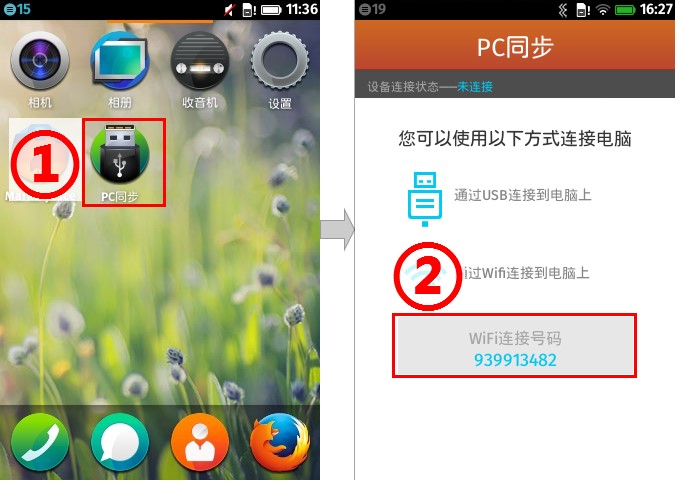 15
11:36
相机
相册
收音机
设置
1
PC同步
19
16:27
PC同步
设备连接状态——未连接
您可以使用以下方式连接电脑
通过USB连接到电脑上
2
过Wifi连接到电脑上
WiFi连接号码
939913482